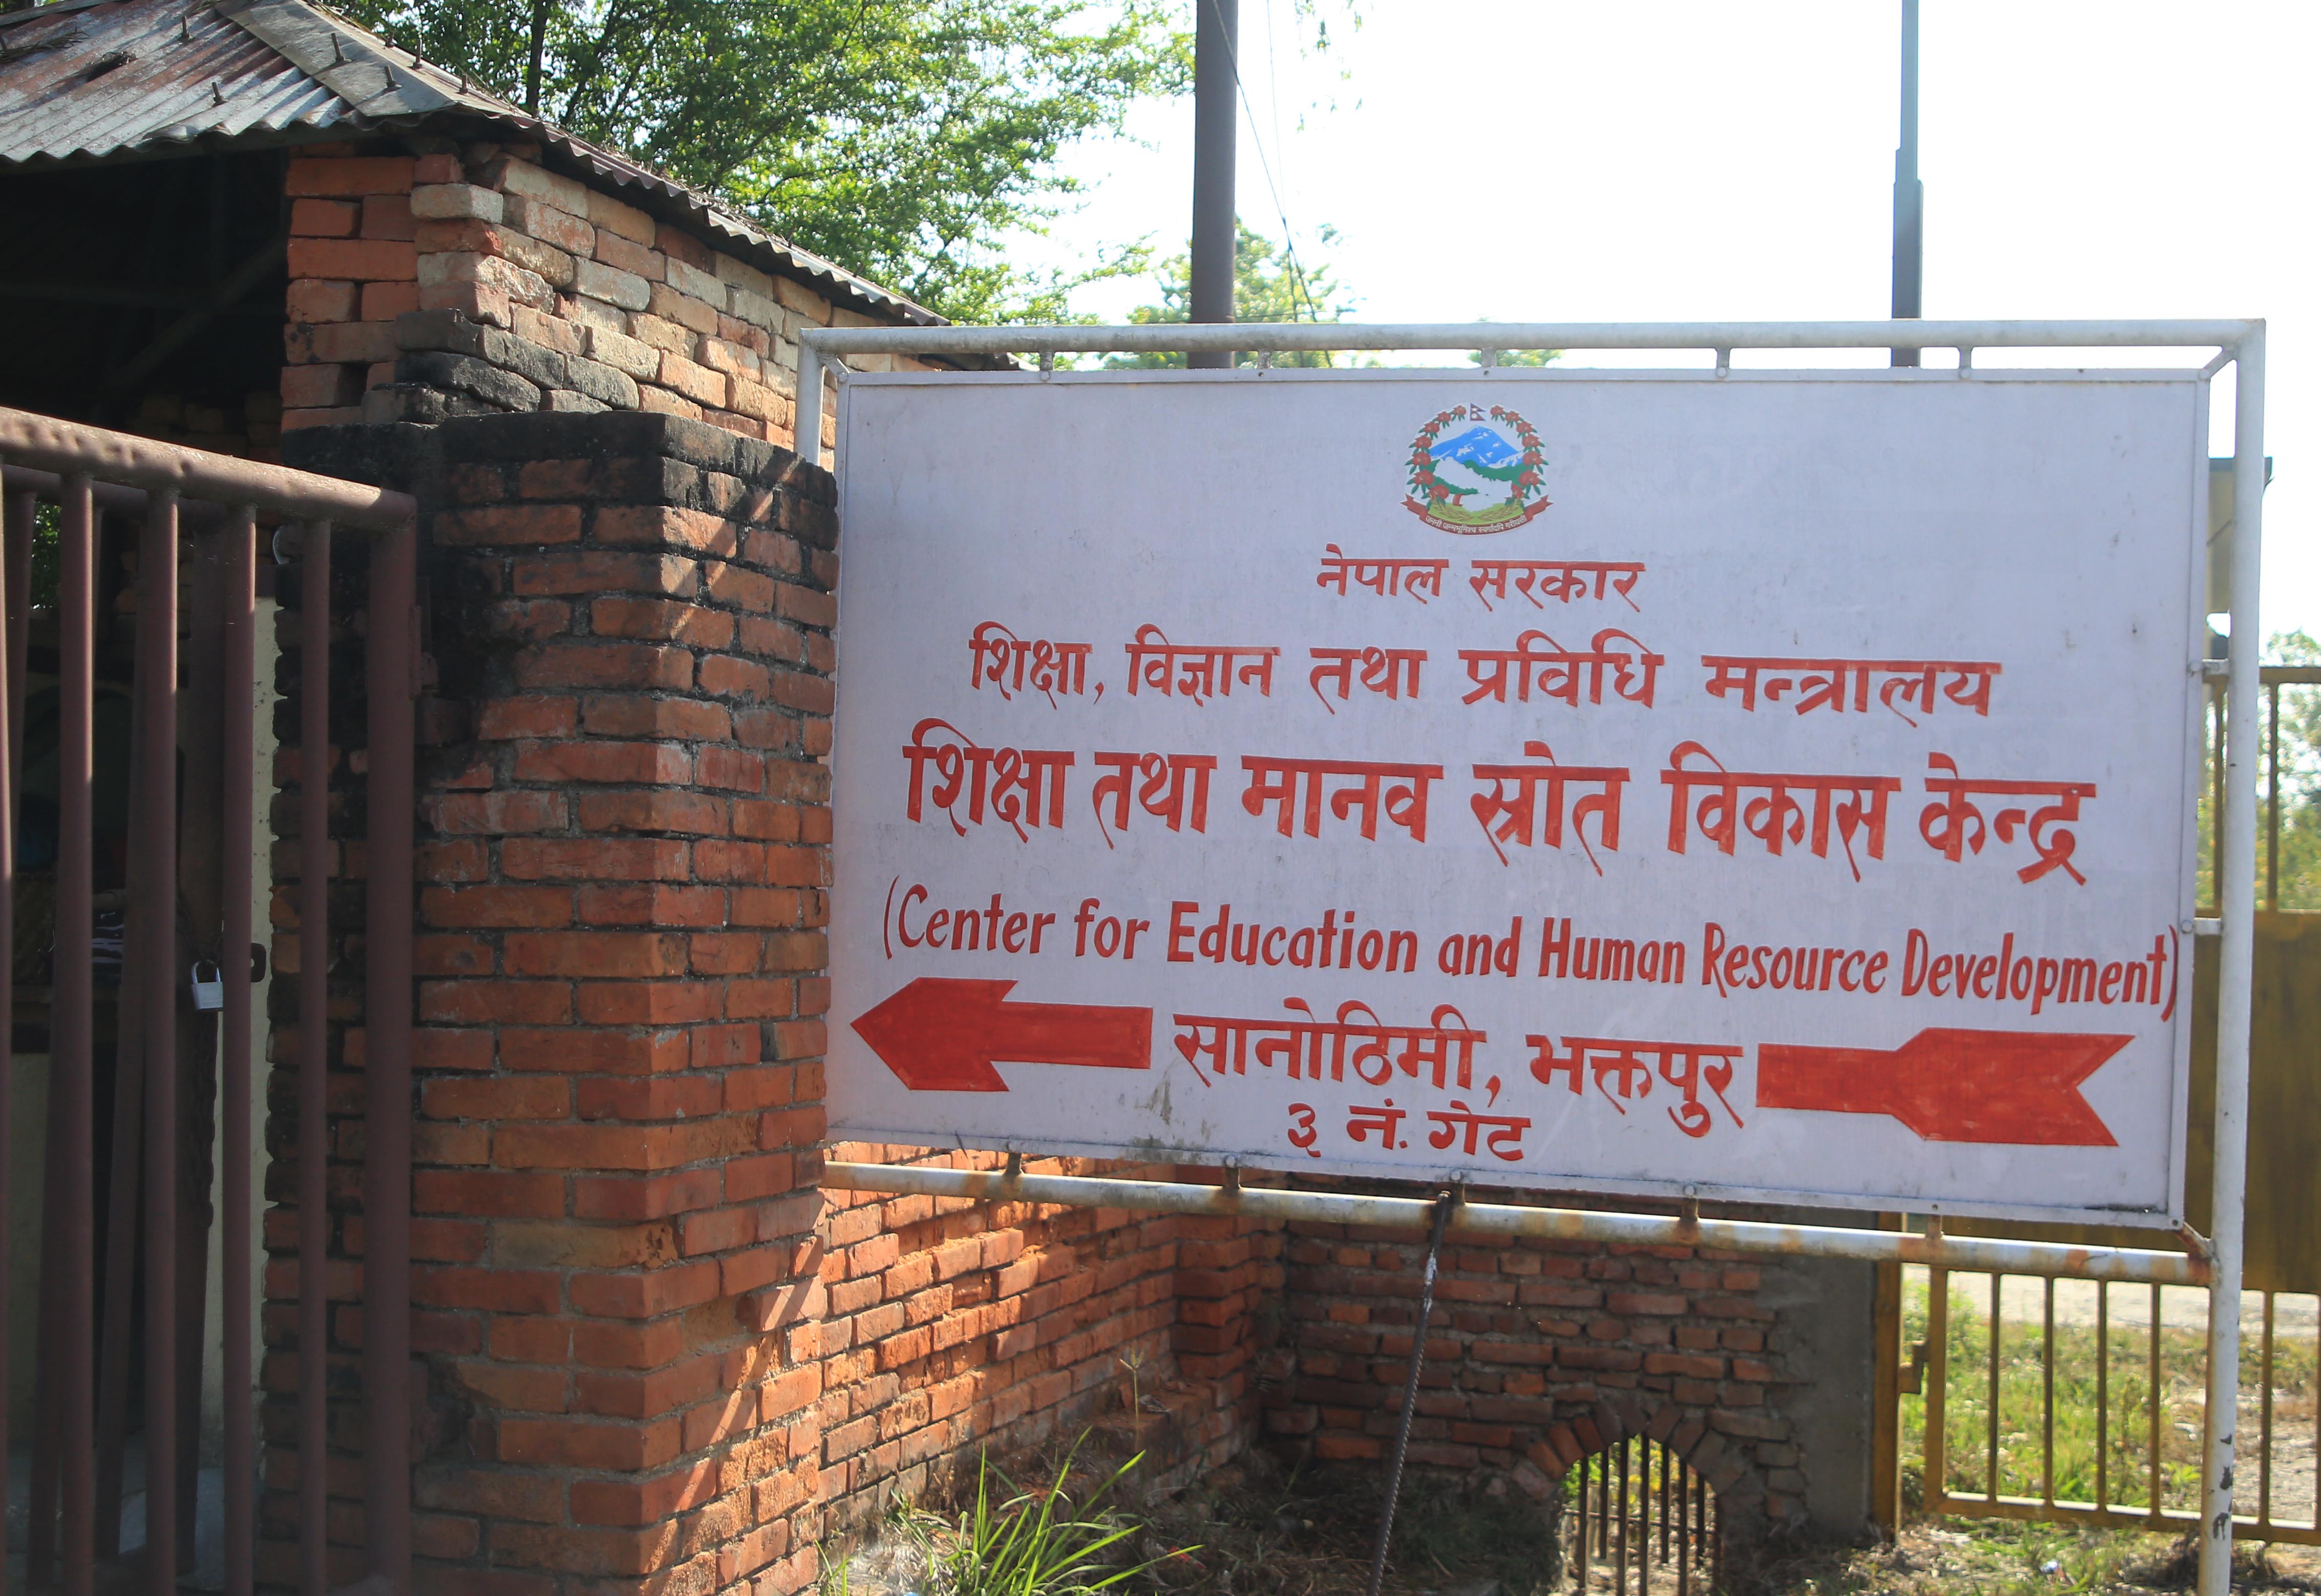 नेपाल सरकार
शिक्षा, विज्ञान तथा प्रविधि मन्त्रालय
शिक्षा तथा मानव स्रोत विकास केन्द्र
(Center for Education and Human Resource Development)
सानोठिमी, भक्तपुर
३ नं. गेट